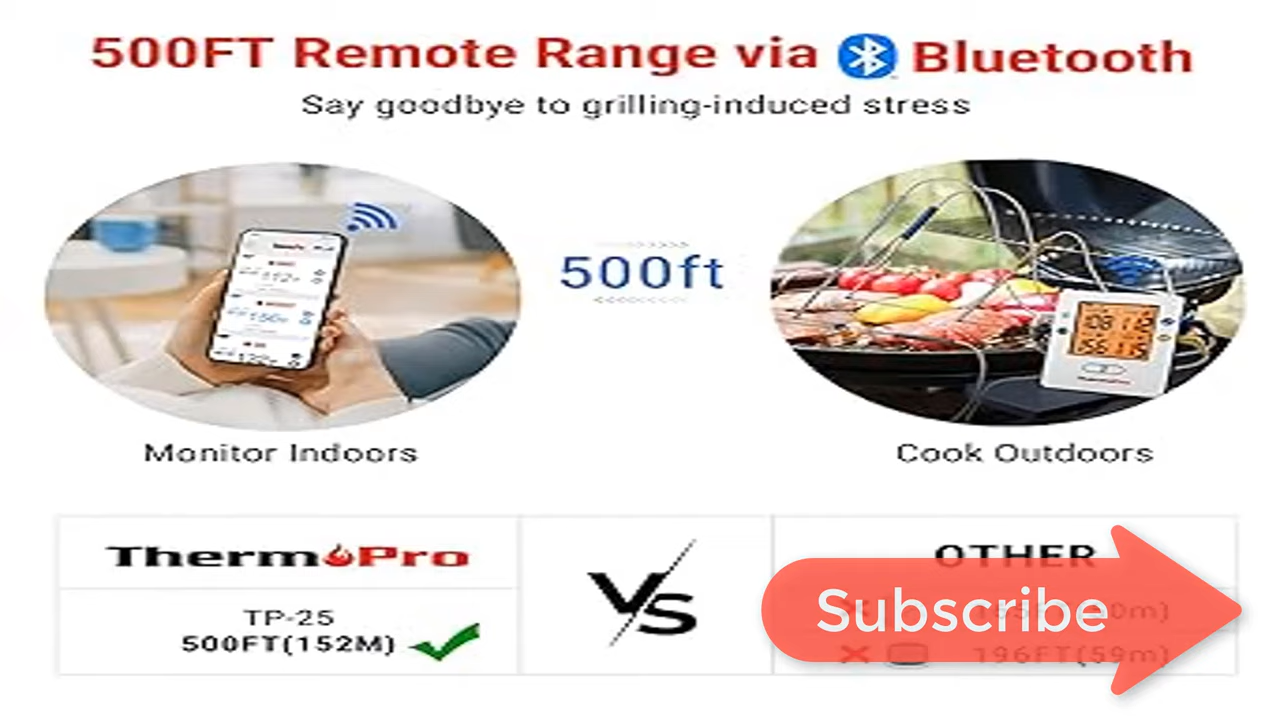 500FT Remote Range via Bluetooth
Say goodbye to grilling-induced stress
500ft
Monitor Indoors
Cook Outdoors
ThermoPro
VS
OTHER
TP-25
500FT(152M)
Subscribe
196FT(59m)